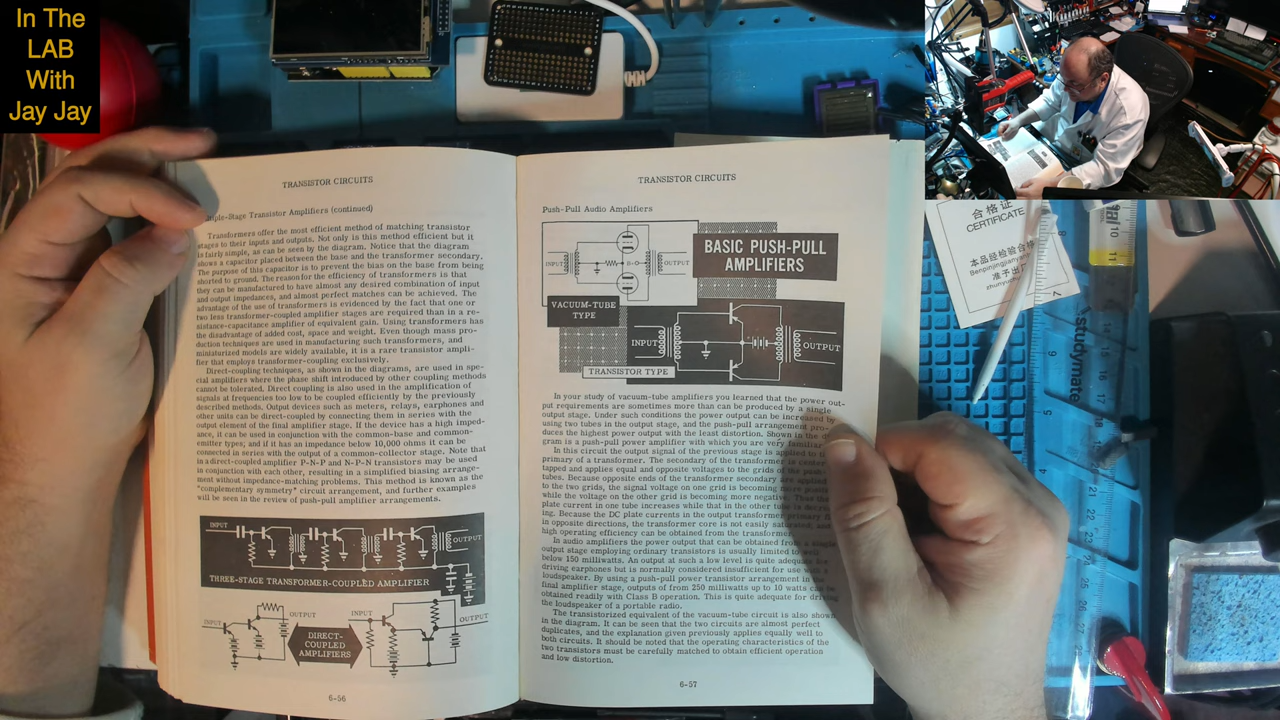 In The
LAB
With
Jay Jay
TRANSISTOR CIRCUITS
Stage Transistor Amplifiers (continued)
Transformers offer the most efficient method of matching transistor
stages to their inputs and outputs. Not only is this method efficient but it
is fairly simple, as can be seen by the diagram. Notice that the diagram
shows a capacitor placed between the base and the transformer secondary.
The purpose of this capacitor is to prevent the bias on the base from being
shorted to ground. The reason for the efficiency of transformers is that
they can be manufactured to have almost any desired combination of input
and output impedances, and almost perfect matches can be achieved. The
advantage of the use of transformers is evidenced by the fact that one or
two less transformer-coupled amplifier stages are required than in a re-
sistance-capacitance amplifier of equivalent gain. Using transformers has
the disadvantage of added cost, space and weight. Even though mass pro-
duction techniques are used in manufacturing such transformers, and
miniaturized models are widely available, it is a rare transistor ampli-
fier that employs transformer-coupling exclusively.
Direct-coupling techniques, as shown in the diagrams, are used in spe-
cial amplifiers where the phase shift introduced by other coupling methods
cannot be tolerated. Direct coupling is also used in the amplification of
signals at frequencies too low to be coupled efficiently by the previously
described methods. Output devices such as meters, relays, earphones and
other units can be direct-coupled by connecting them in series with the
output element of the final amplifier stage. If the device has a high imped-
ance, it can be used in conjunction with the common-base and common-
emitter types; and if it has an impedance below 10,000 ohms it can be
connected in series with the output of a common-collector stage. Note that
in a direct-coupled amplifier P-N-P and N-P-N transistors may be used
in conjunction with each other, resulting in a simplified biasing arrange-
ment without impedance-matching problems. This method is known as the
"complementary symmetry" circuit arrangement, and further examples
will be seen in the review of push-pull amplifier arrangements.
INPUT
OUTPUT
THREE-STAGE TRANSFORMER-COUPLED AMPLIFIER
INPUT
OUTPUT
DIRECT-
COUPLED
AMPLIFIERS
INPUT
OUTPUT
6-56
TRANSISTOR CIRCUITS
Push-Pull Audio Amplifiers
INPUT
B+
OUTPUT
BASIC PUSH-PULL
AMPLIFIERS
VACUUM-TUBE
TYPE
INPUT
OUTPUT
TRANSISTOR TYPE
In your study of vacuum-tube amplifiers you learned that the power out-
put requirements are sometimes more than can be produced by a single
output stage. Under such conditions the power output can be increased by
using two tubes in the output stage, and the push-pull arrangement pro-
duces the highest power output with the least distortion. Shown in the
gram is a push-pull power amplifier with which you are very familiar
In this circuit the output signal of the previous stage is applied to
primary of a transformer. The secondary of the transformer is center
tapped and applies equal and opposite voltages to the grids of the push-
tubes. Because opposite ends of the transformer secondary are applied
to the two grids, the signal voltage on one grid is becoming more
while the voltage on the other grid is becoming more negative. Thus the
plate current in one tube increases while that in the other tube is
ing. Because the DC plate currents in the output transformer primary
in opposite directions, the transformer core is not easily saturated, and
high operating efficiency can be obtained from the transformer.
In audio amplifiers the power output that can be obtained from a single
output stage employing ordinary transistors is usually limited to
below 150 milliwatts. An output at such a low level is quite adequate
driving earphones but is normally considered insufficient for use with a
loudspeaker. By using a push-pull power transistor arrangement in the
final amplifier stage, outputs of from 250 milliwatts up to 10 watts can be
obtained readily with Class B operation. This is quite adequate for
the loudspeaker of a portable radio.
The transistorized equivalent of the vacuum-tube circuit is also shown
in the diagram. It can be seen that the two circuits are almost perfect
duplicates, and the explanation given previously applies equally well to
both circuits. It should be noted that the operating characteristics of the
two transistors must be carefully matched to obtain efficient operation
and low distortion.
6-57
合格证
CERTIFICATE
本品经检验合格
准予出
studymate